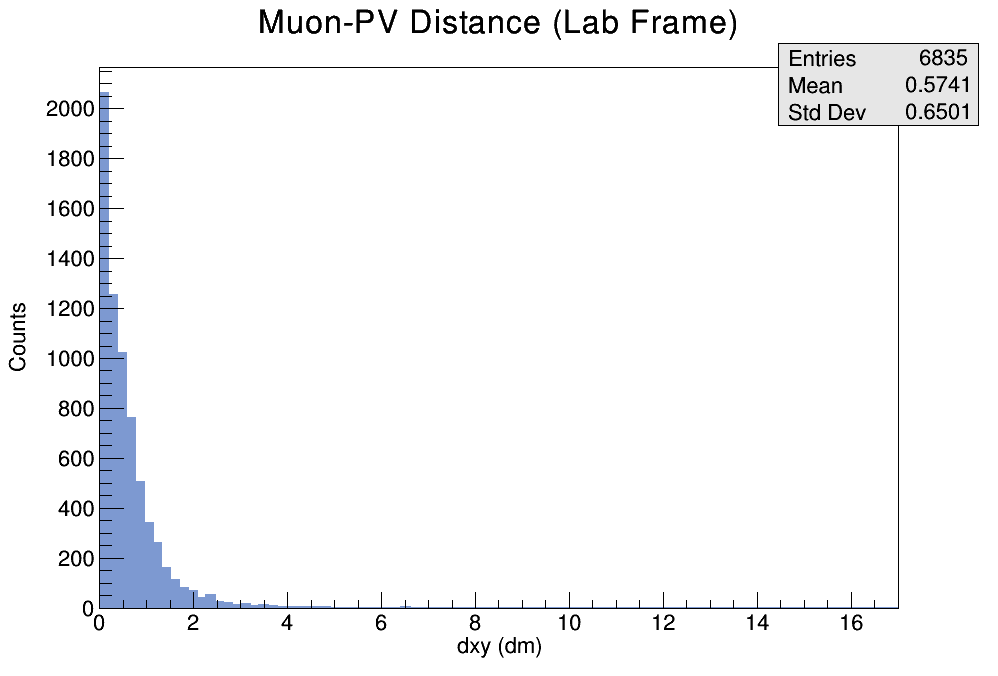 Muon-PV Distance (Lab Frame)
Entries 6835
Mean 0.5741
Std Dev 0.6501
2000
1800
1600
1400
1200
1000
800
600
400
200
0
Counts
0 2 4 6 8 10 12 14 16
dxy (dm)